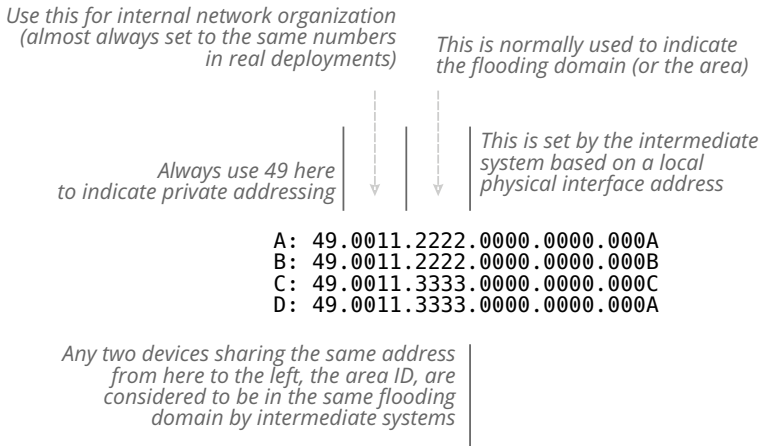 Use this for internal network organization
(almost always set to the same numbers
in real deployments)
This is normally used to indicate
the flooding domain (or the area)
Always use 49 here
to indicate private addressing
This is set by the intermediate
system based on a local
physical interface address
A: 49.0011.2222.0000.0000.000A
B: 49.0011.2222.0000.0000.000B
C: 49.0011.3333.0000.0000.000C
D: 49.0011.3333.0000.0000.000A
Any two devices sharing the same address
from here to the left, the area ID, are
considered to be in the same flooding
domain by intermediate systems